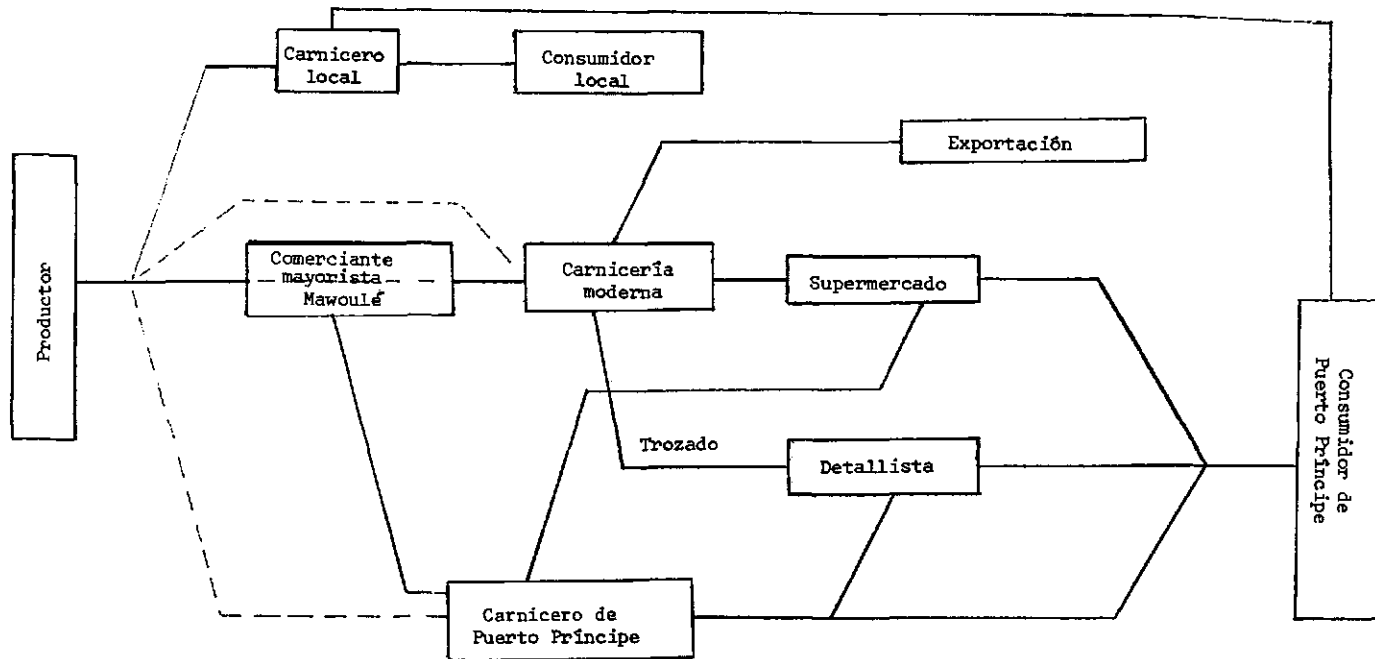 Carnicero
local
Consumidor
local
Exportación
Productor
Comerciante
mayorista
Mawoulé
Carnicería
moderna
Supermercado
Trozado
Detallista
Consumidor de
Puerto Príncipe
Carnicero de
Puerto Príncipe